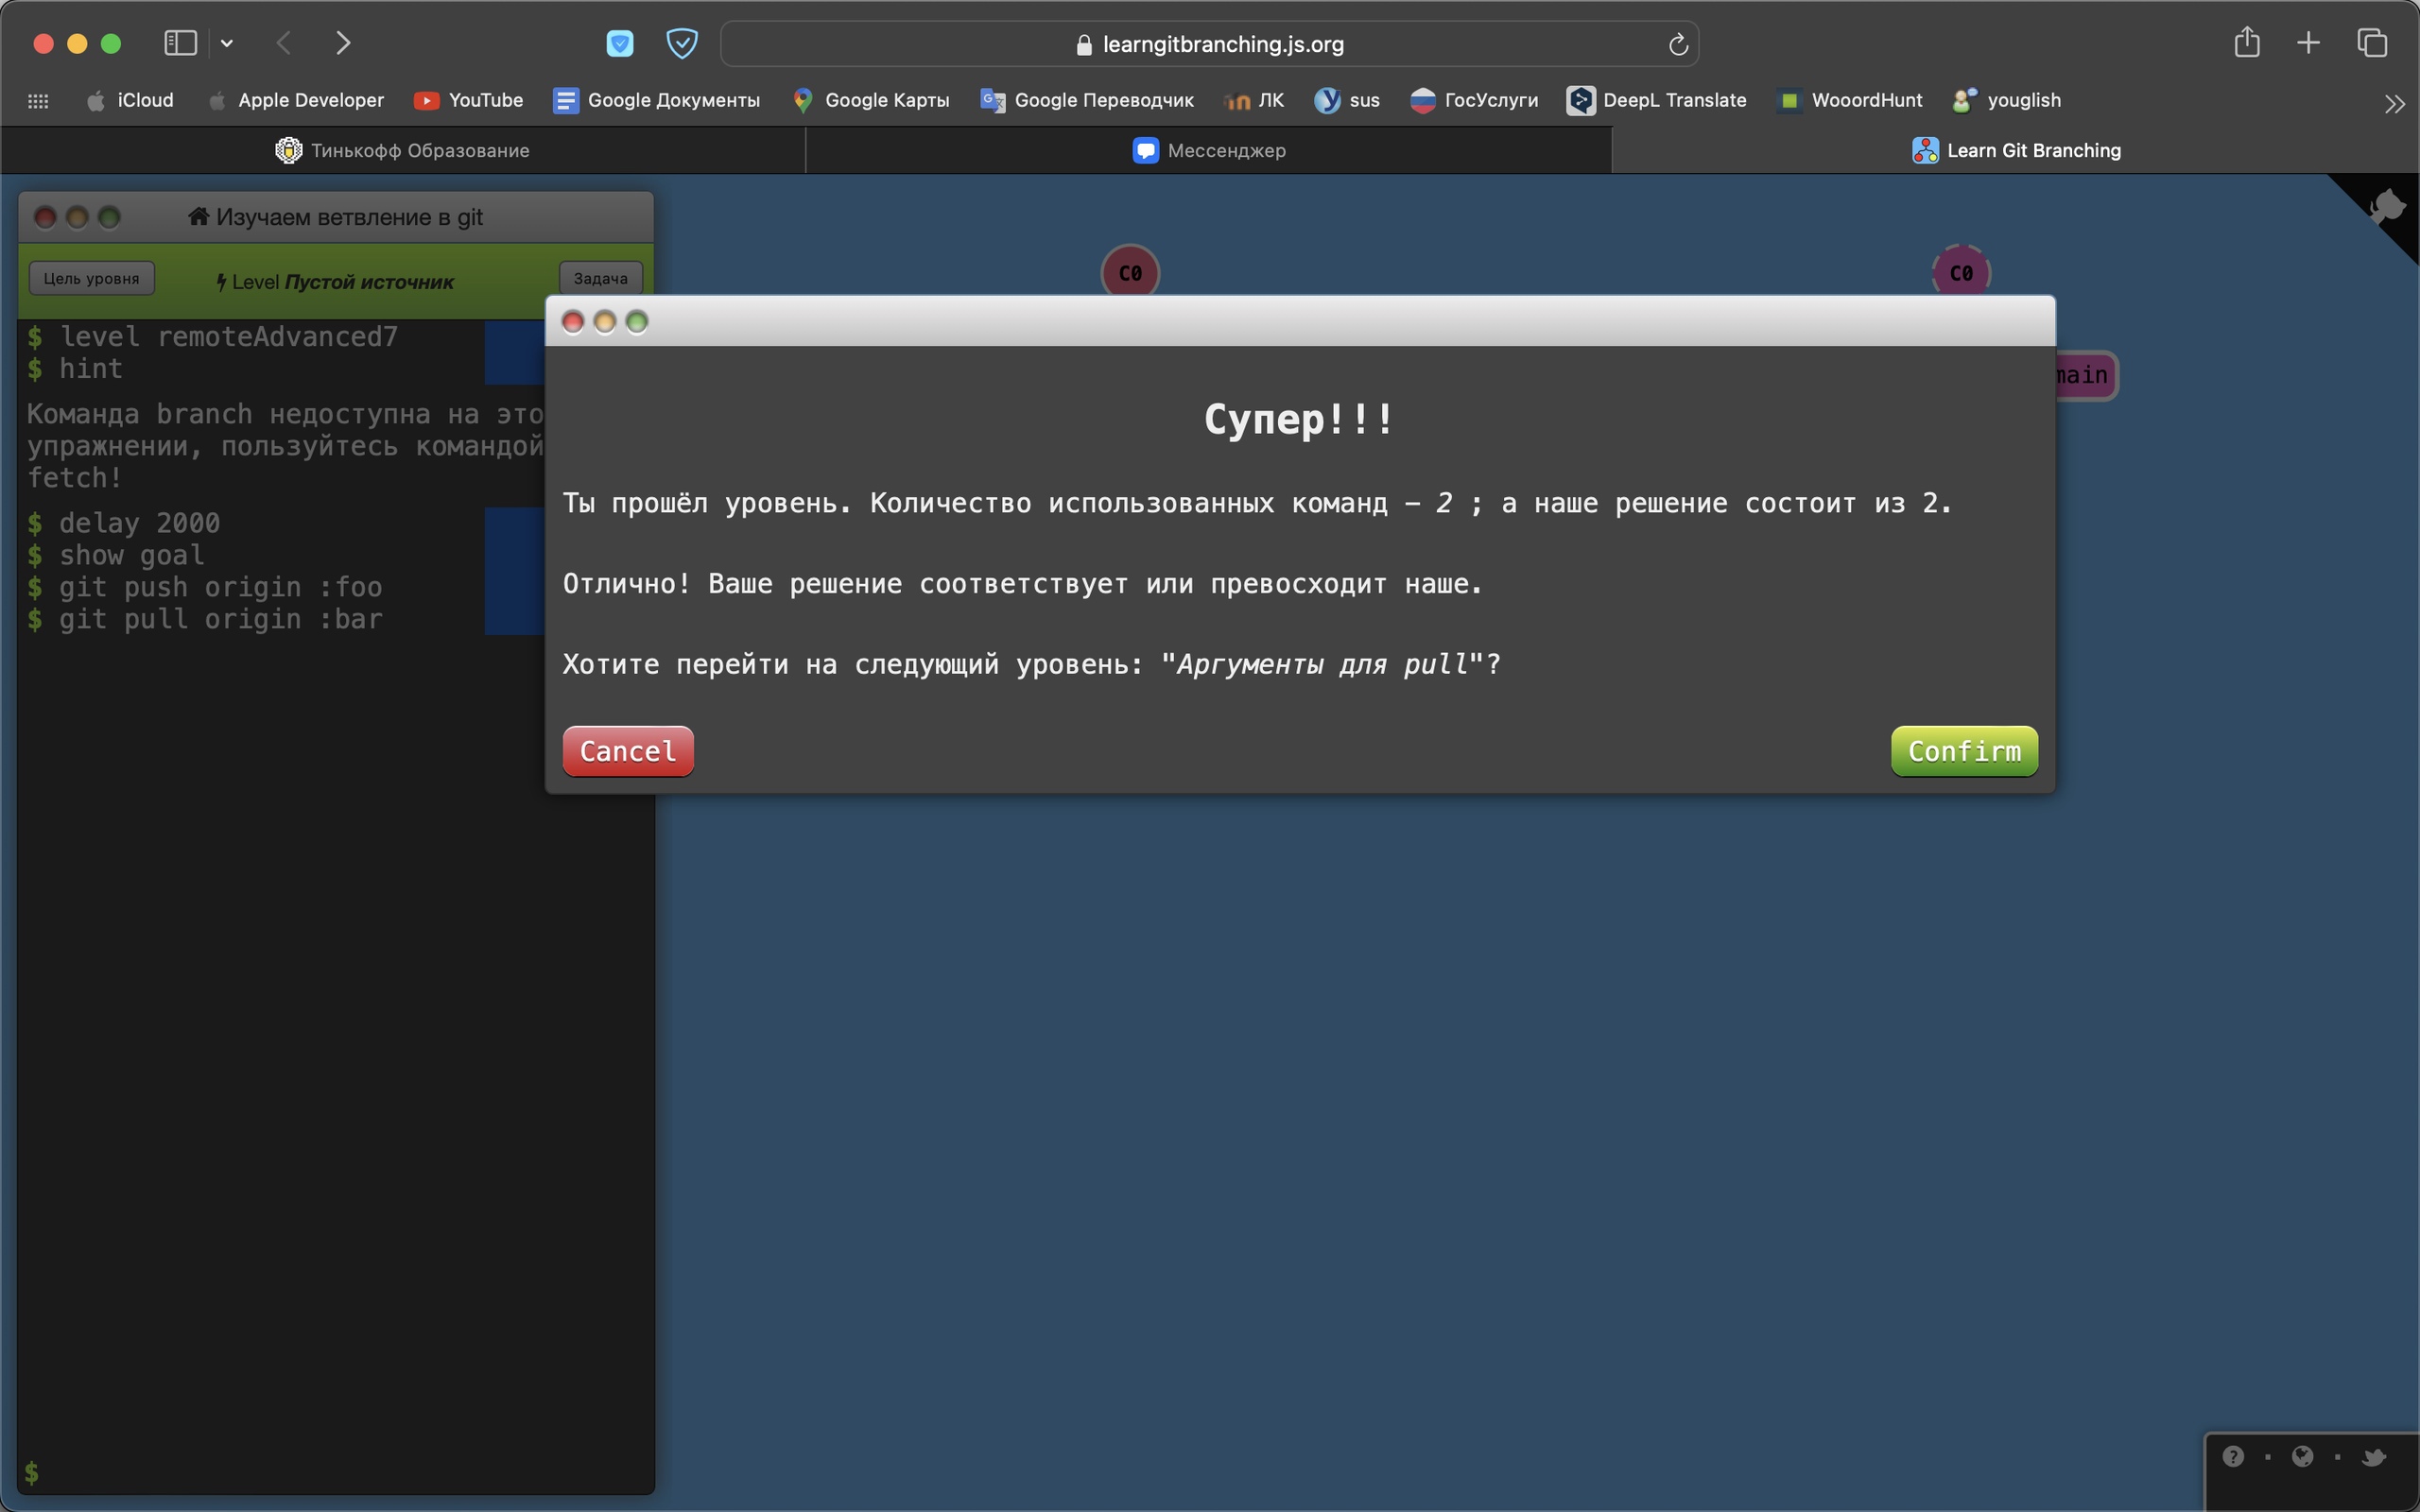 learngitbranching.js.org
iCloud Apple Developer YouTube Google Документы Google Карты Google Переводчик ЛК sus ГосУслуги DeepL Translate WooordHunt youglish
Тинькофф Образование Мессенджер Learn Git Branching
Изучаем ветвление в git
Цель уровня Level Пустой источник Задача
$ level remoteAdvanced7
$ hint
Команда branch недоступна на это
упражнении, пользуйтесь командой
fetch!
$ delay 2000
$ show goal
$ git push origin :foo
$ git pull origin :bar
$
C0 C0
main
Супер!!!
Ты прошёл уровень. Количество использованных команд – 2 ; а наше решение состоит из 2.
Отлично! Ваше решение соответствует или превосходит наше.
Хотите перейти на следующий уровень: "Аргументы для pull"?
Cancel Confirm